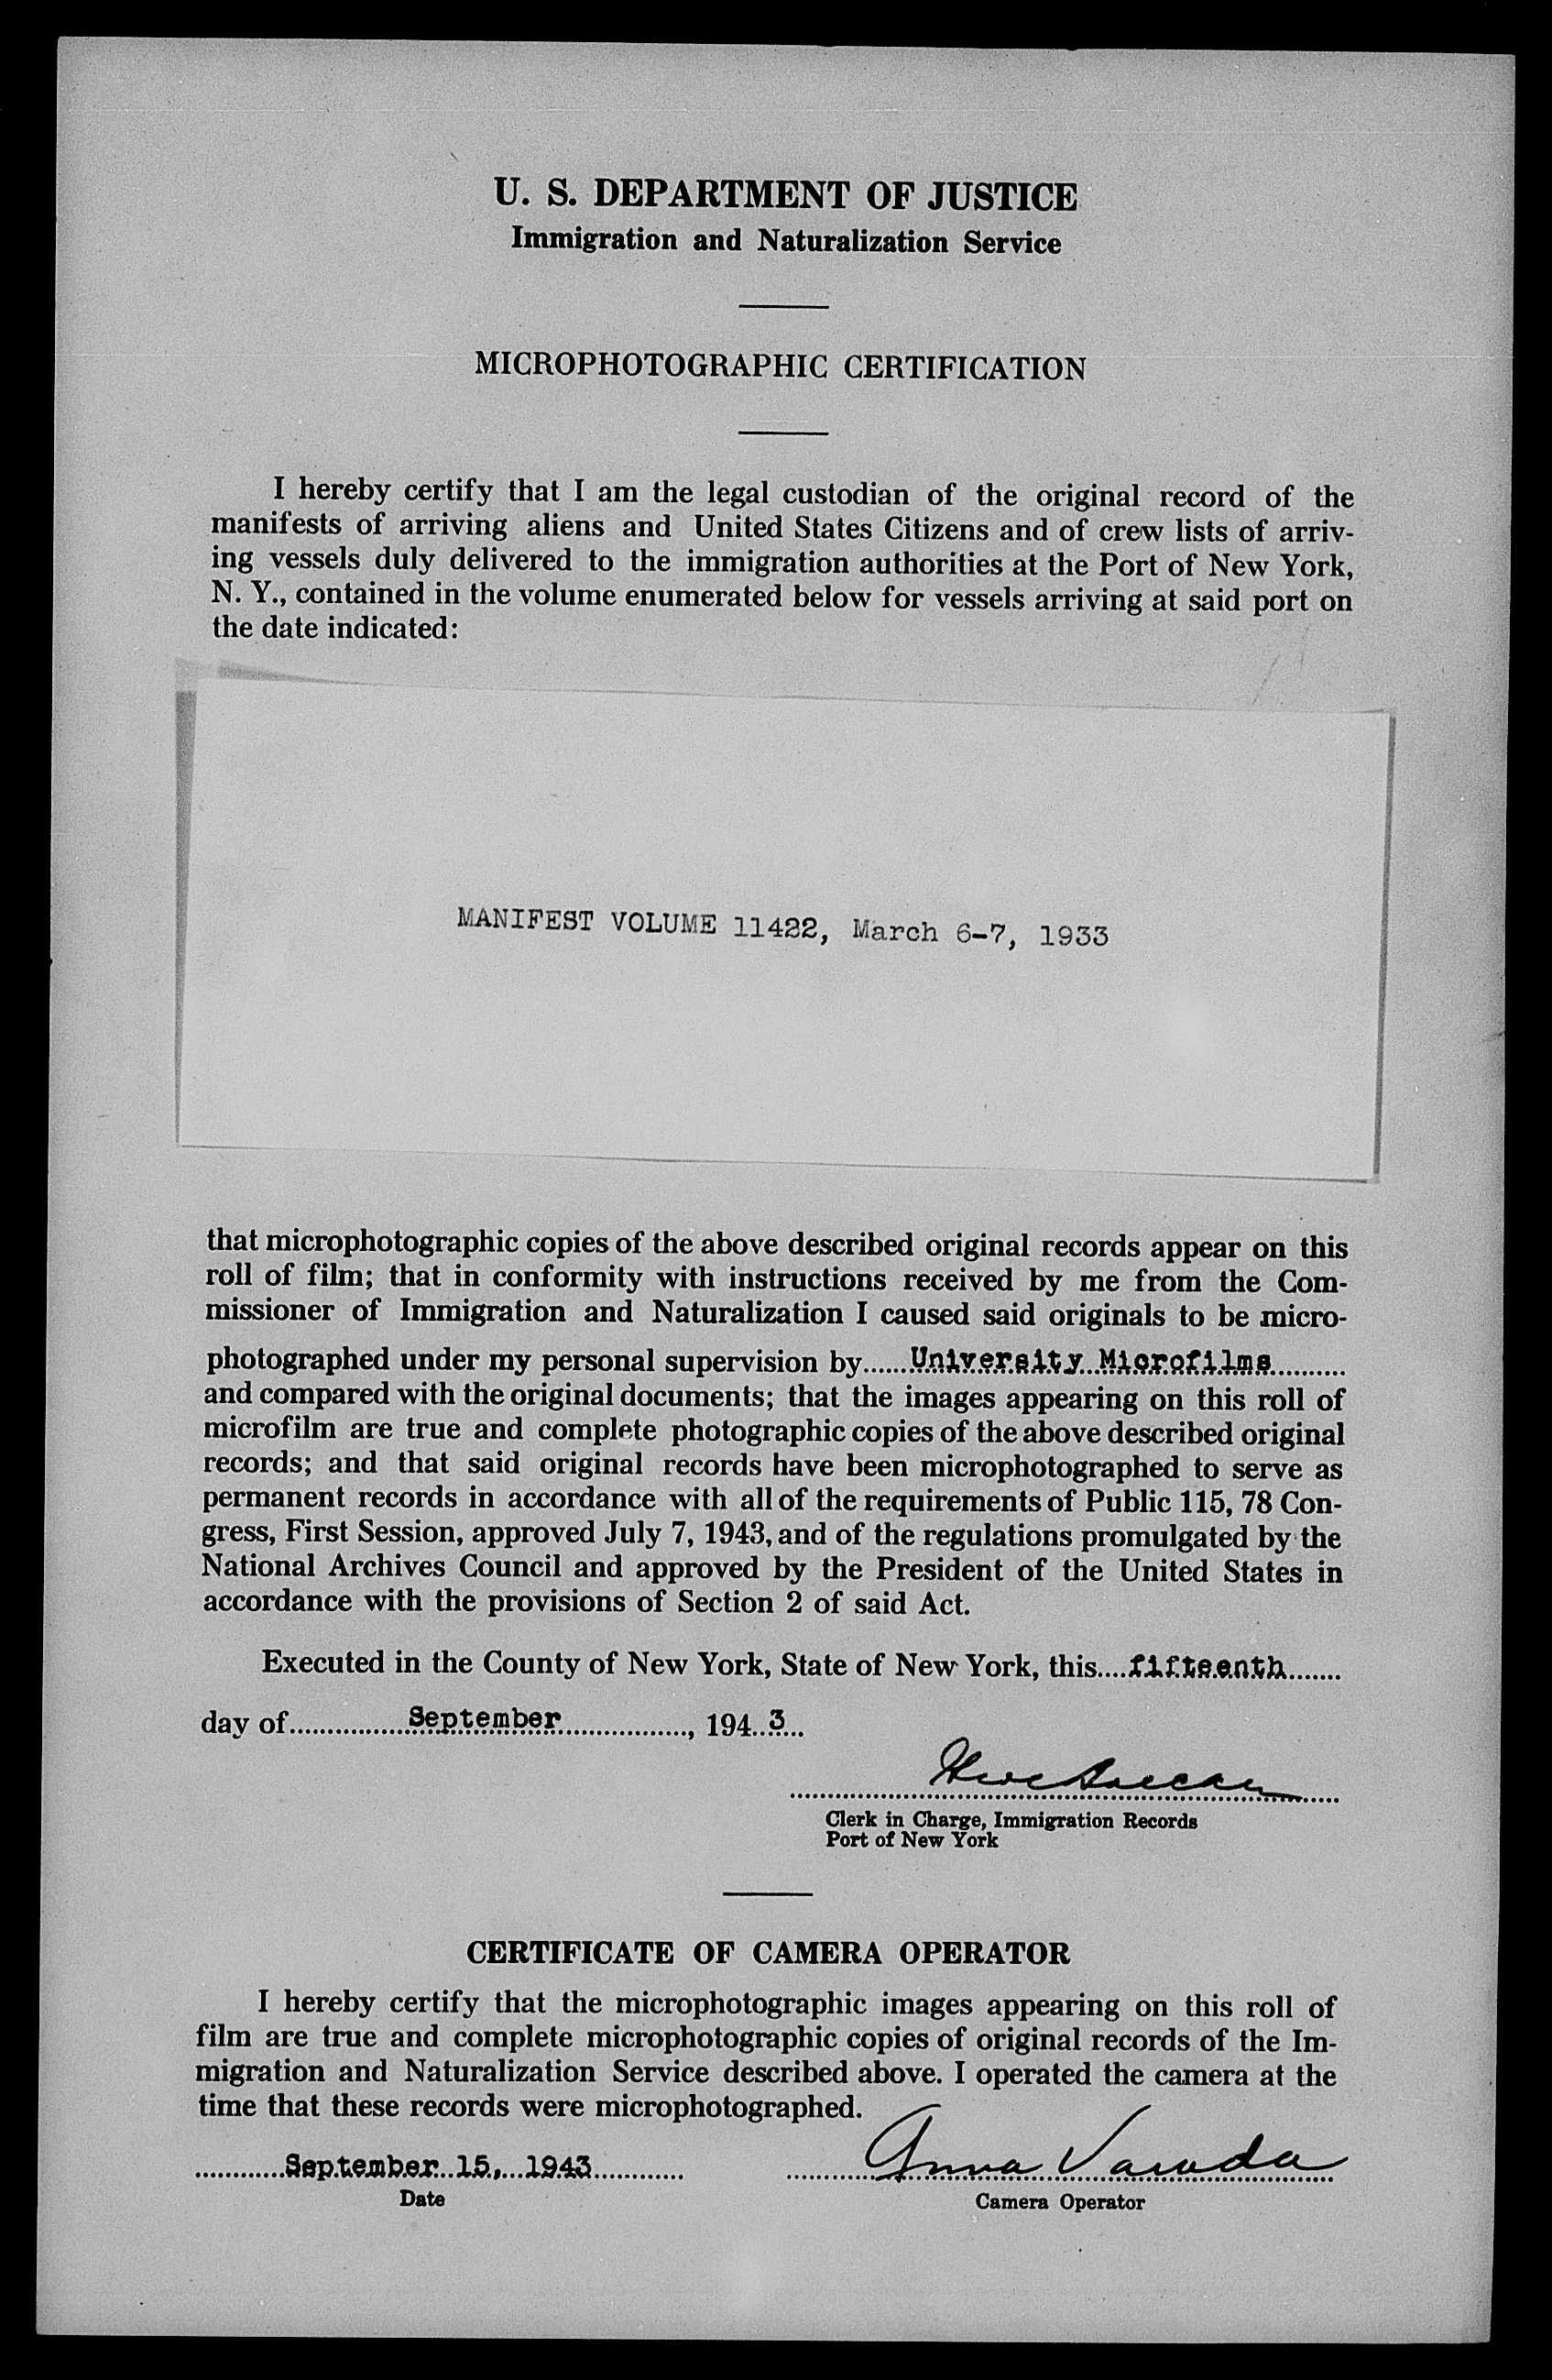 U. S. DEPARTMENT OF JUSTICE
Immigration and Naturalization Service
MICROPHOTOGRAPHIC CERTIFICATION
I hereby certify that I am the legal custodian of the original record of the
manifests of arriving aliens and United States Citizens and of crew lists of arriv-
ing vessels duly delivered to the immigration authorities at the Port of New York,
N. Y., contained in the volume enumerated below for vessels arriving at said port on
the date indicated:
MANIFEST VOLUME 11422, March 6-7, 1933
that microphotographic copies of the above described original records appear on this
roll of film; that in conformity with instructions received by me from the Com-
missioner of Immigration and Naturalization I caused said originals to be micro-
photographed under my personal supervision by......University Microfilms..........
and compared with the original documents; that the images appearing on this roll of
microfilm are true and complete photographic copies of the above described original
records; and that said original records have been microphotographed to serve as
permanent records in accordance with all of the requirements of Public 115, 78 Con-
gress, First Session, approved July 7, 1943, and of the regulations promulgated by the
National Archives Council and approved by the President of the United States in
accordance with the provisions of Section 2 of said Act.
Executed in the County of New York, State of New York, this....fifteenth.......
day of...............September................, 194..3...
Clerk in Charge, Immigration Records
Port of New York
CERTIFICATE OF CAMERA OPERATOR
I hereby certify that the microphotographic images appearing on this roll of
film are true and complete microphotographic copies of original records of the Im-
migration and Naturalization Service described above. I operated the camera at the
time that these records were microphotographed.
............September 15, 1943............ Anna
Date Camera Operator